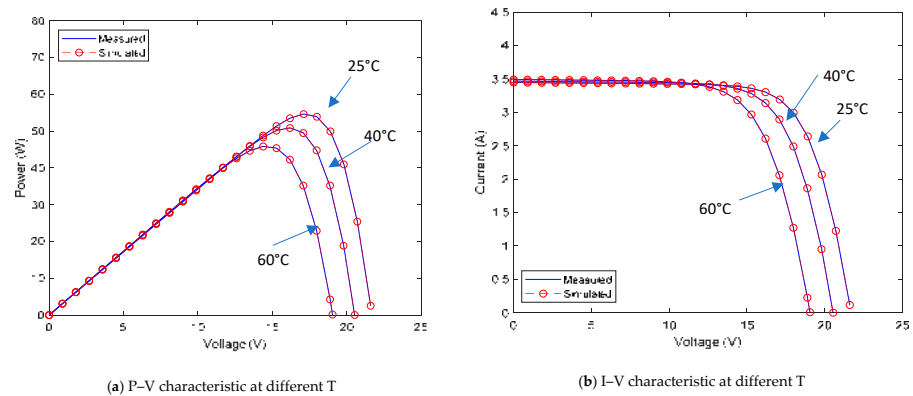 80
70
60
50
40
30
20
10
0
Power (W)
Measured
Simulated
25°C
40°C
60°C
0 5 10 15 20 25
Voltage (V)
(a) P–V characteristic at different T
4.5
4
3.5
3
2.5
2
1.5
1
0.5
0
Current (A)
40°C
25°C
60°C
Measured
Simulated
0 5 10 15 20 25
Voltage (V)
(b) I–V characteristic at different T